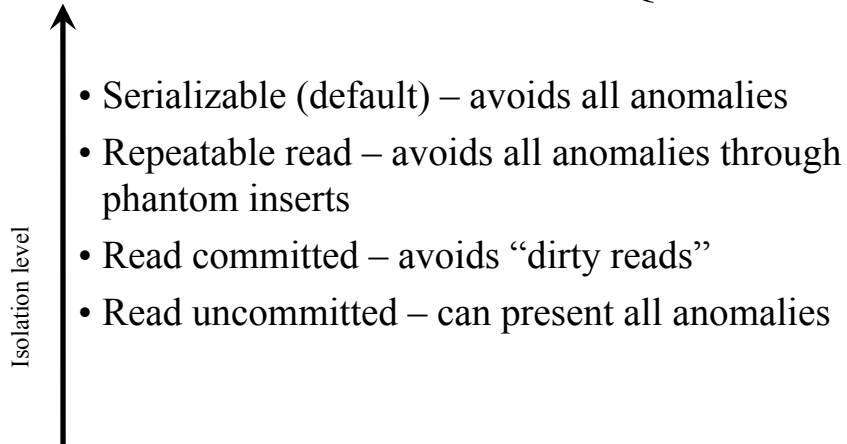 • Serializable (default) – avoids all anomalies
• Repeatable read – avoids all anomalies through
phantom inserts
• Read committed – avoids “dirty reads”
• Read uncommitted – can present all anomalies
Isolation level